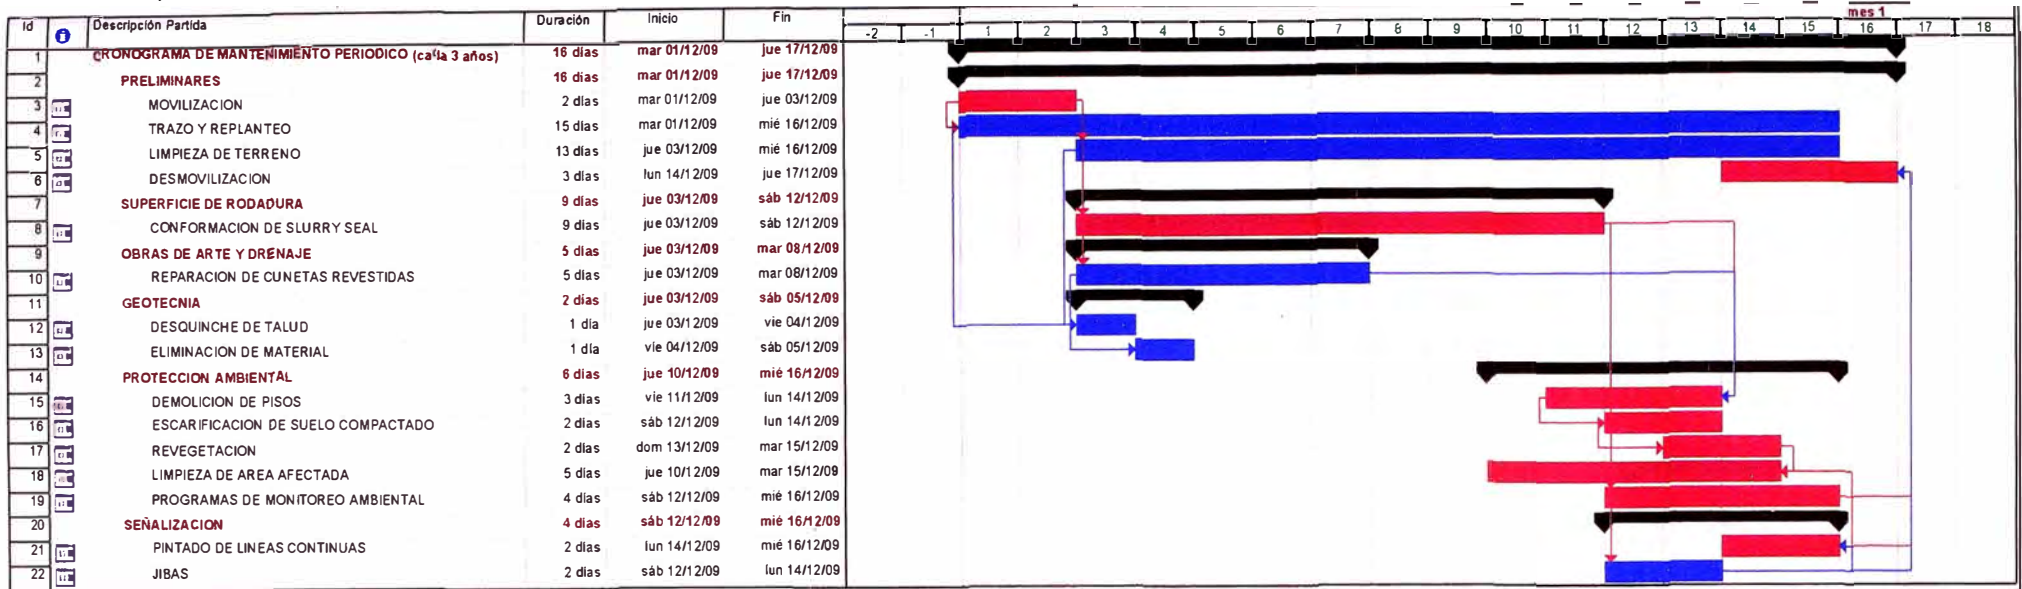 Id Descripción Partida Duración Inicio Fin mes 1
-2 -1 1 2 3 4 5 6 7 8 9 10 11 12 13 14 15 16 17 18
1 CRONOGRAMA DE MANTENIMIENTO PERIODICO (cada 3 años) 16 días mar 01/12/09 jue 17/12/09
2 PRELIMINARES 16 días mar 01/12/09 jue 17/12/09
3 MOVILIZACION 2 días mar 01/12/09 jue 03/12/09
4 TRAZO Y REPLANTEO 15 días mar 01/12/09 mié 16/12/09
5 LIMPIEZA DE TERRENO 13 días jue 03/12/09 mié 16/12/09
6 DESMOVILIZACION 3 días lun 14/12/09 jue 17/12/09
7 SUPERFICIE DE RODADURA 9 días jue 03/12/09 sáb 12/12/09
8 CONFORMACION DE SLURRY SEAL 9 días jue 03/12/09 sáb 12/12/09
9 OBRAS DE ARTE Y DRENAJE 5 días jue 03/12/09 mar 08/12/09
10 REPARACION DE CUNETAS REVESTIDAS 5 días jue 03/12/09 mar 08/12/09
11 GEOTECNIA 2 días jue 03/12/09 sáb 05/12/09
12 DESQUINCHE DE TALUD 1 día jue 03/12/09 vie 04/12/09
13 ELIMINACION DE MATERIAL 1 día vie 04/12/09 sáb 05/12/09
14 PROTECCION AMBIENTAL 6 días jue 10/12/09 mié 16/12/09
15 DEMOLICION DE PISOS 3 días vie 11/12/09 lun 14/12/09
16 ESCARIFICACION DE SUELO COMPACTADO 2 días sáb 12/12/09 lun 14/12/09
17 REVEGETACION 2 días dom 13/12/09 mar 15/12/09
18 LIMPIEZA DE AREA AFECTADA 5 días jue 10/12/09 mar 15/12/09
19 PROGRAMAS DE MONITOREO AMBIENTAL 4 días sáb 12/12/09 mié 16/12/09
20 SEÑALIZACION 4 días sáb 12/12/09 mié 16/12/09
21 PINTADO DE LINEAS CONTINUAS 2 días lun 14/12/09 mié 16/12/09
22 JIBAS 2 días sáb 12/12/09 lun 14/12/09